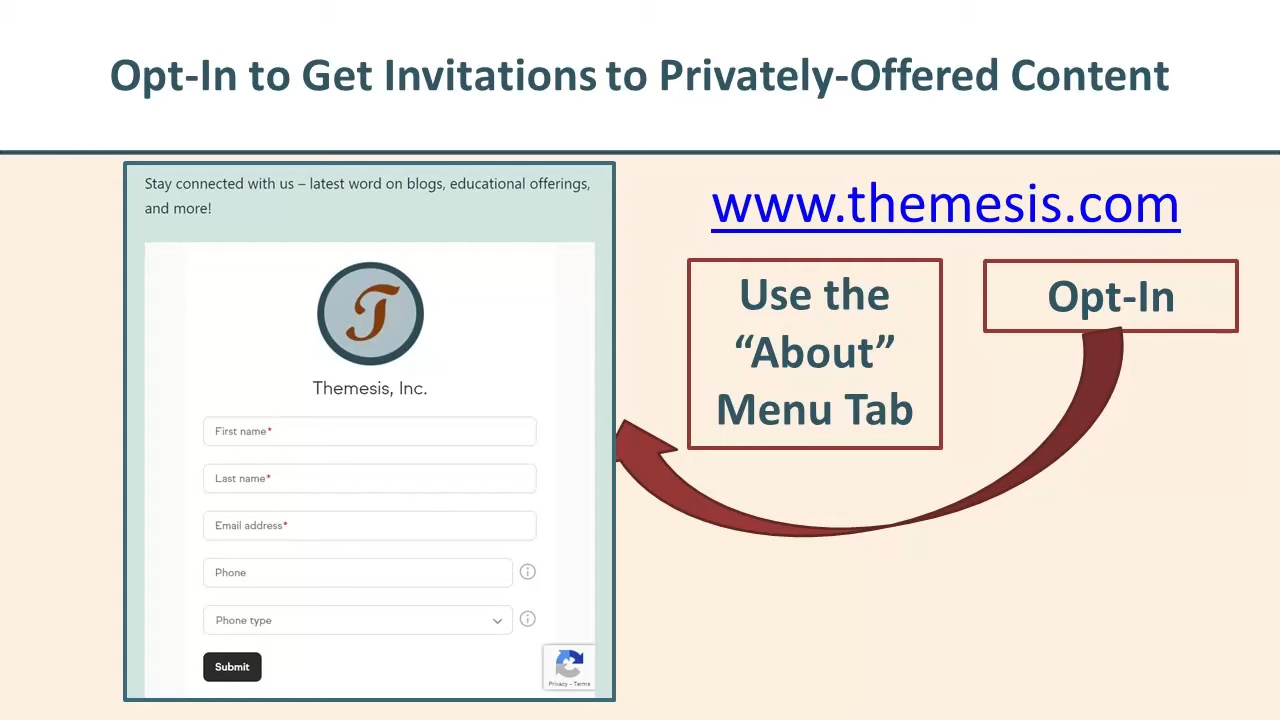 Opt-In to Get Invitations to Privately-Offered Content
Stay connected with us – latest word on blogs, educational offerings,
and more!
T
Themesis, Inc.
First name*
Last name*
Email address*
Phone
Phone type
Submit
Privacy - Terms
www.themesis.com
Use the
“About”
Menu Tab
Opt-In